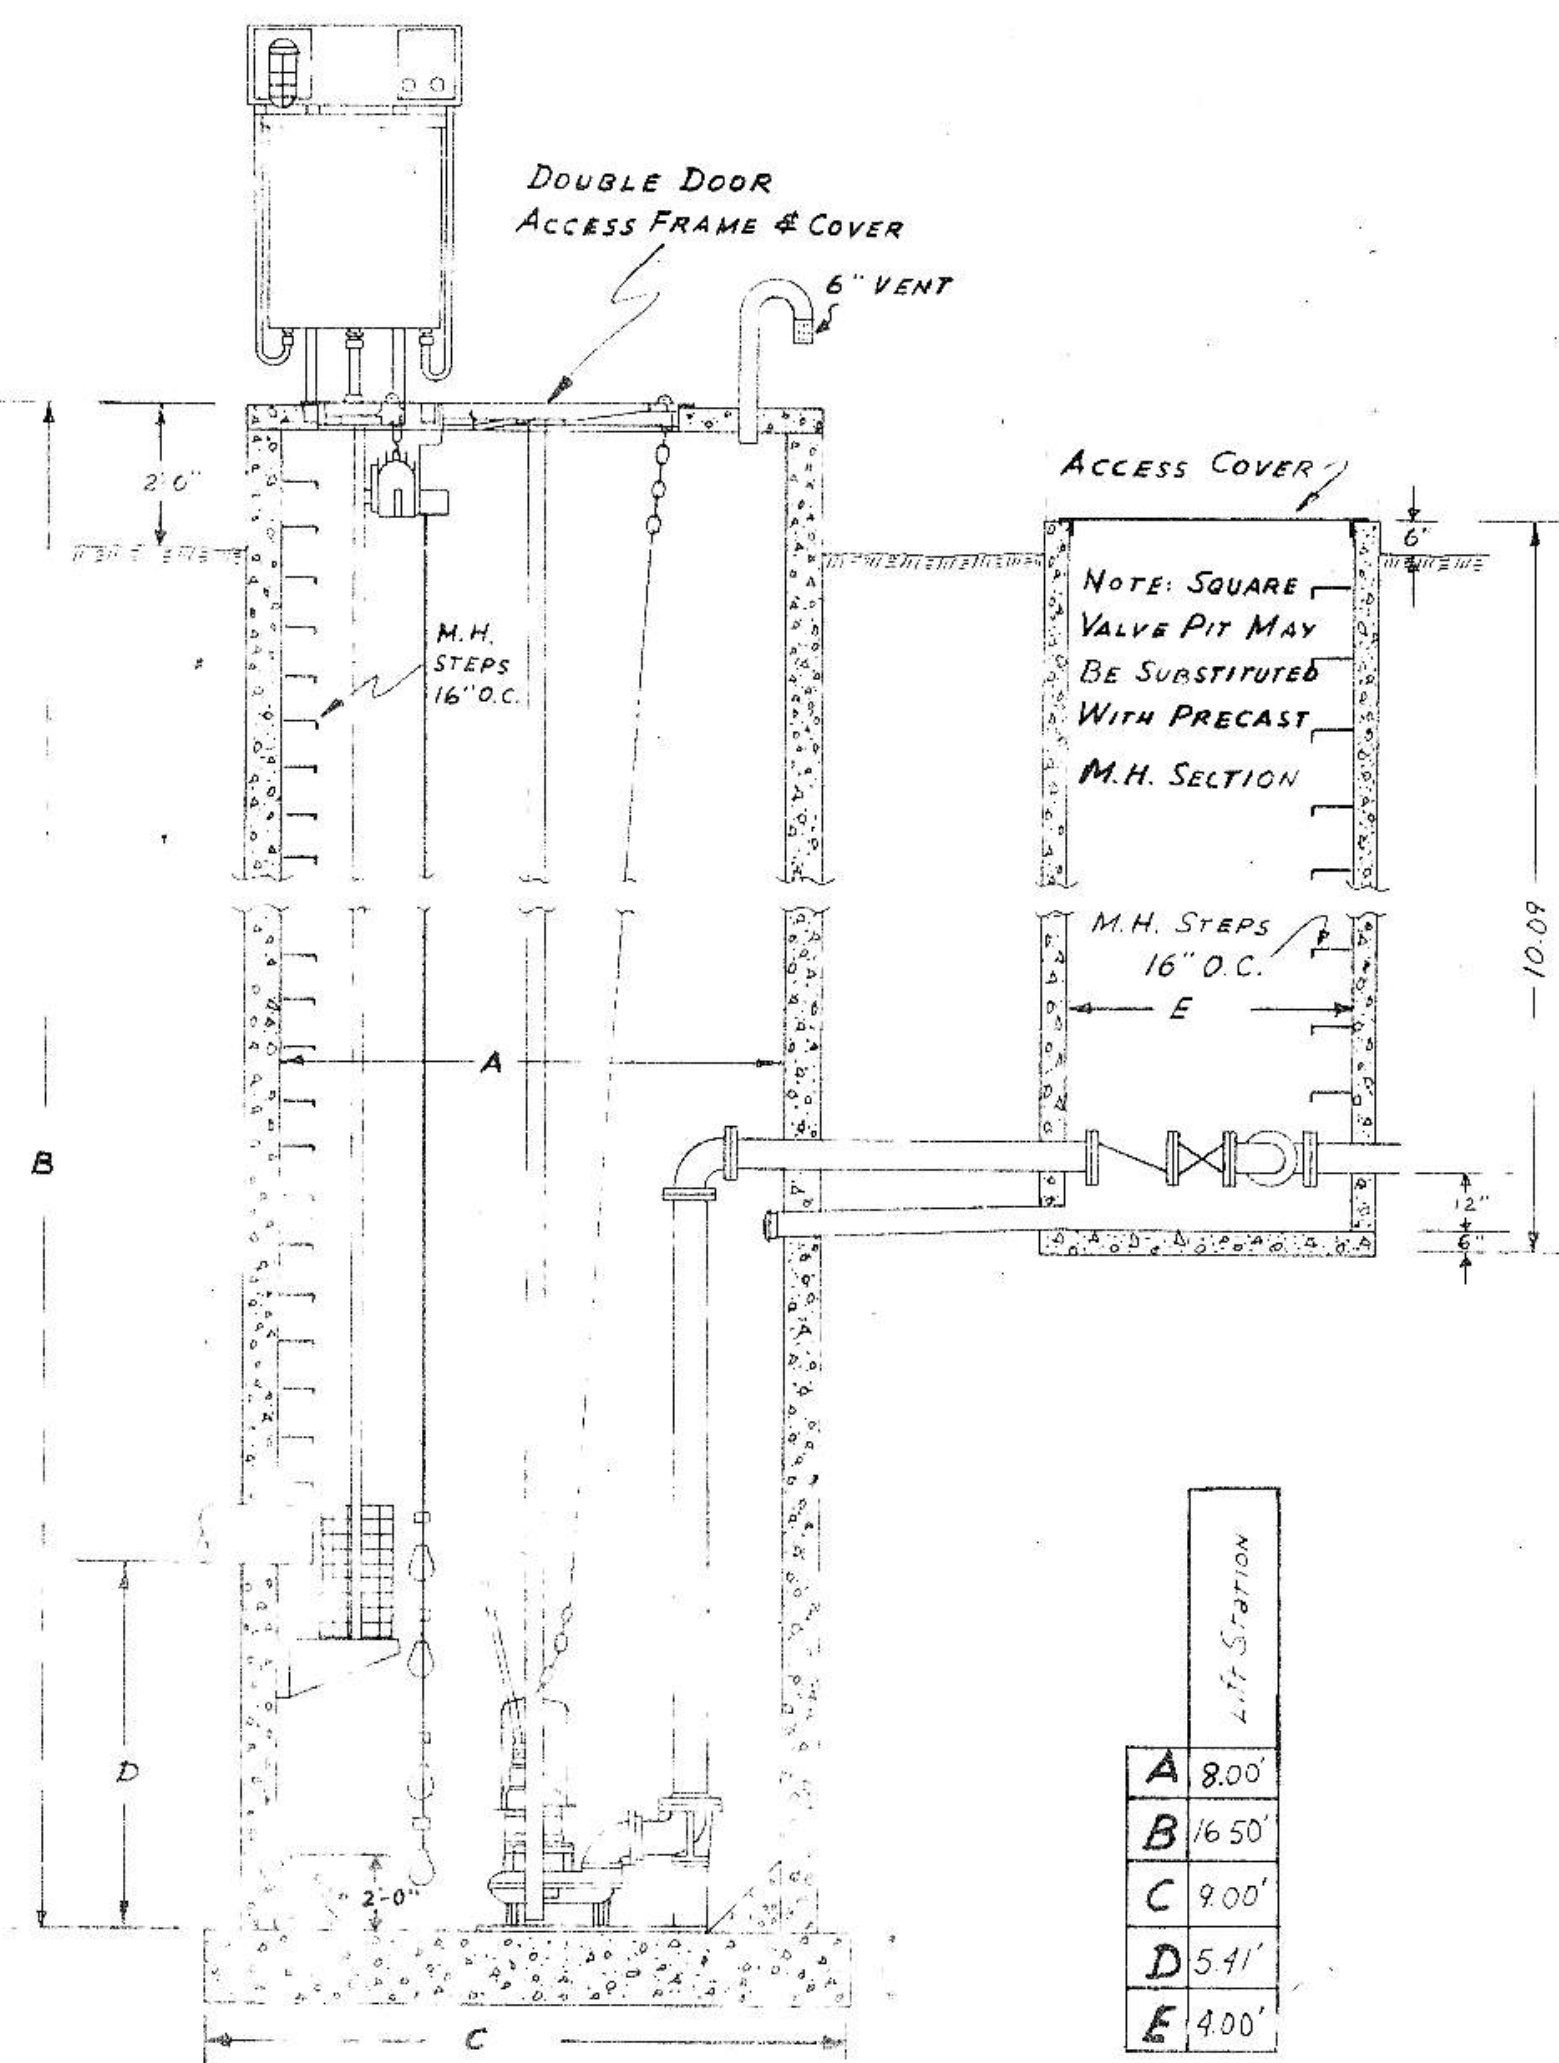 DOUBLE DOOR
ACCESS FRAME & COVER
6" VENT
2'0"
ACCESS COVER
6"
NOTE: SQUARE
VALVE PIT MAY
BE SUBSTITUTED
WITH PRECAST
M.H. SECTION
M.H.
STEPS
16" O.C.
M.H. STEPS
16" O.C.
10.09
E
A
B
12"
6"
D
2'-0"
C
Lift Station
A 8.00'
B 16 50'
C 9.00'
D 5.41'
E 4.00'